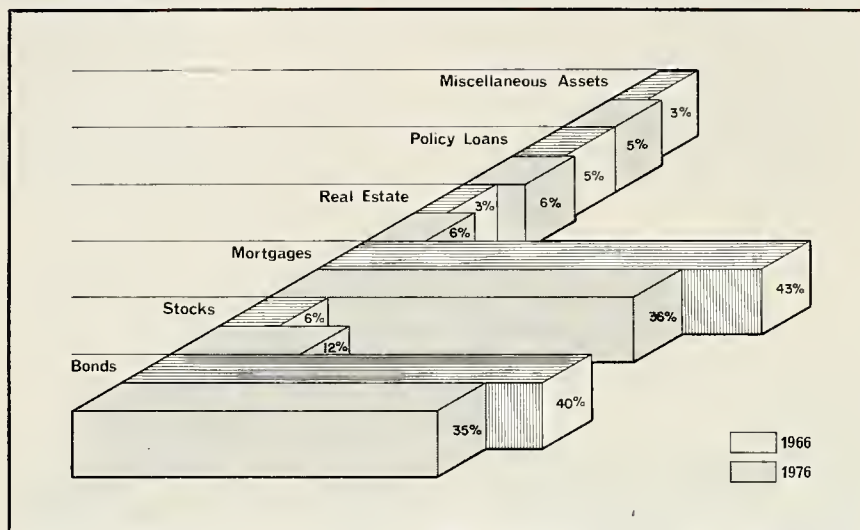 Miscellaneous Assets
3%
Policy Loans
5%
5%
Real Estate
3%
6%
6%
Mortgages
43%
Stocks
6%
36%
12%
Bonds
40%
35%
1966
1976